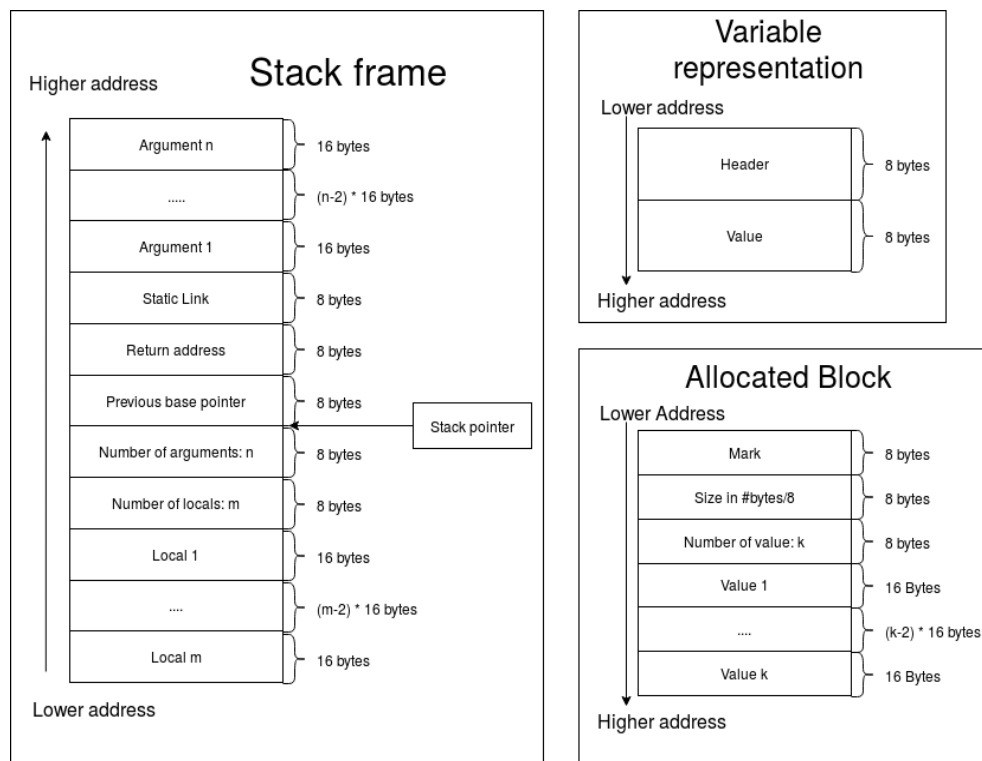 Stack frame
Higher address
Argument n
16 bytes
.....
(n-2) * 16 bytes
Argument 1
16 bytes
Static Link
8 bytes
Return address
8 bytes
Previous base pointer
8 bytes
Stack pointer
Number of arguments: n
8 bytes
Number of locals: m
8 bytes
Local 1
16 bytes
....
(m-2) * 16 bytes
Local m
16 bytes
Lower address
Variable
representation
Lower address
Header
8 bytes
Value
8 bytes
Higher address
Allocated Block
Lower Address
Mark
8 bytes
Size in #bytes/8
8 bytes
Number of value: k
8 bytes
Value 1
16 Bytes
....
(k-2) * 16 bytes
Value k
16 Bytes
Higher address